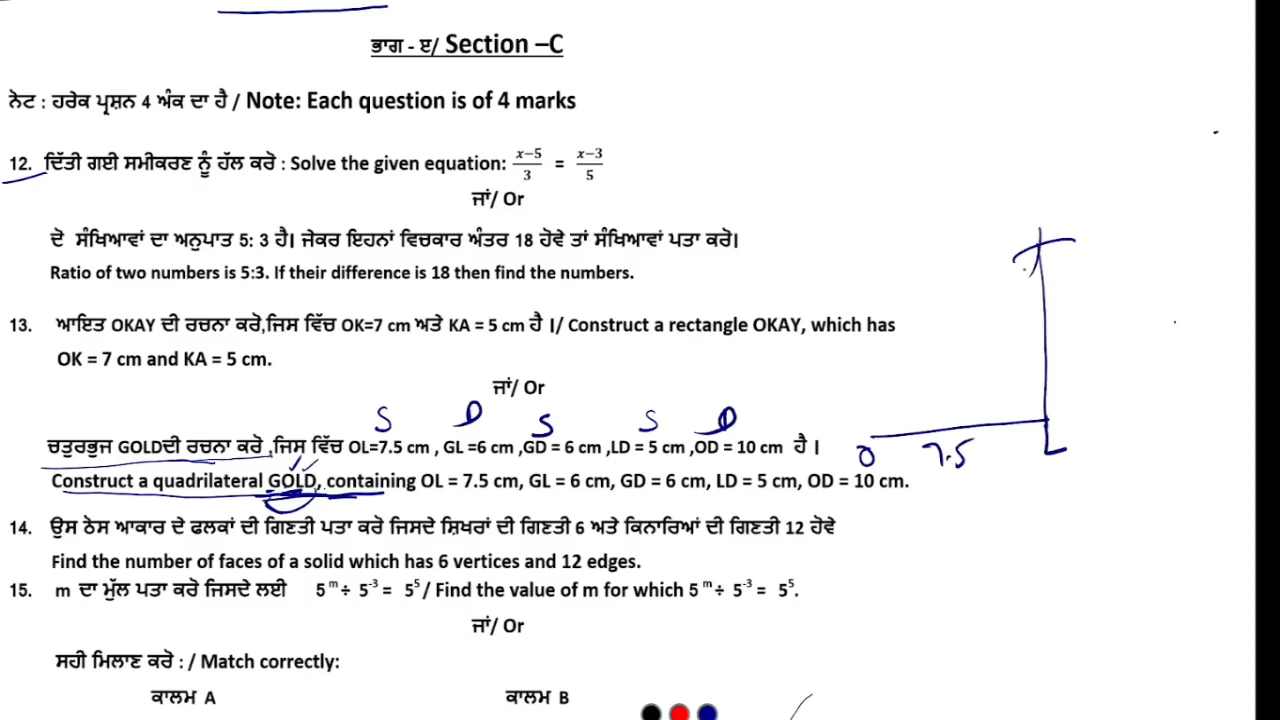 ਭਾਗ - ੲ/ Section –C
ਨੋਟ : ਹਰੇਕ ਪ੍ਰਸ਼ਨ 4 ਅੰਕ ਦਾ ਹੈ / Note: Each question is of 4 marks
12. ਦਿੱਤੀ ਗਈ ਸਮੀਕਰਣ ਨੂੰ ਹੱਲ ਕਰੋ : Solve the given equation: (x−5)/3 = (x−3)/5
ਜਾਂ/ Or
ਦੋ ਸੰਖਿਆਵਾਂ ਦਾ ਅਨੁਪਾਤ 5: 3 ਹੈ। ਜੇਕਰ ਇਹਨਾਂ ਵਿਚਕਾਰ ਅੰਤਰ 18 ਹੋਵੇ ਤਾਂ ਸੰਖਿਆਵਾਂ ਪਤਾ ਕਰੋ।
Ratio of two numbers is 5:3. If their difference is 18 then find the numbers.
13. ਆਇਤ OKAY ਦੀ ਰਚਨਾ ਕਰੋ,ਜਿਸ ਵਿੱਚ OK=7 cm ਅਤੇ KA = 5 cm ਹੈ ।/ Construct a rectangle OKAY, which has
OK = 7 cm and KA = 5 cm.
ਜਾਂ/ Or
S D S S D
ਚਤੁਰਭੁਜ GOLDਦੀ ਰਚਨਾ ਕਰੋ ,ਜਿਸ ਵਿੱਚ OL=7.5 cm , GL =6 cm ,GD = 6 cm ,LD = 5 cm ,OD = 10 cm ਹੈ ।
O 7.5 L
Construct a quadrilateral GOLD, containing OL = 7.5 cm, GL = 6 cm, GD = 6 cm, LD = 5 cm, OD = 10 cm.
14. ਉਸ ਠੋਸ ਆਕਾਰ ਦੇ ਫਲਕਾਂ ਦੀ ਗਿਣਤੀ ਪਤਾ ਕਰੋ ਜਿਸਦੇ ਸ਼ਿਖਰਾਂ ਦੀ ਗਿਣਤੀ 6 ਅਤੇ ਕਿਨਾਰਿਆਂ ਦੀ ਗਿਣਤੀ 12 ਹੋਵੇ
Find the number of faces of a solid which has 6 vertices and 12 edges.
15. m ਦਾ ਮੁੱਲ ਪਤਾ ਕਰੋ ਜਿਸਦੇ ਲਈ 5ᵐ ÷ 5⁻³ = 5⁵ / Find the value of m for which 5ᵐ ÷ 5⁻³ = 5⁵.
ਜਾਂ/ Or
ਸਹੀ ਮਿਲਾਣ ਕਰੋ : / Match correctly:
ਕਾਲਮ A ਕਾਲਮ B